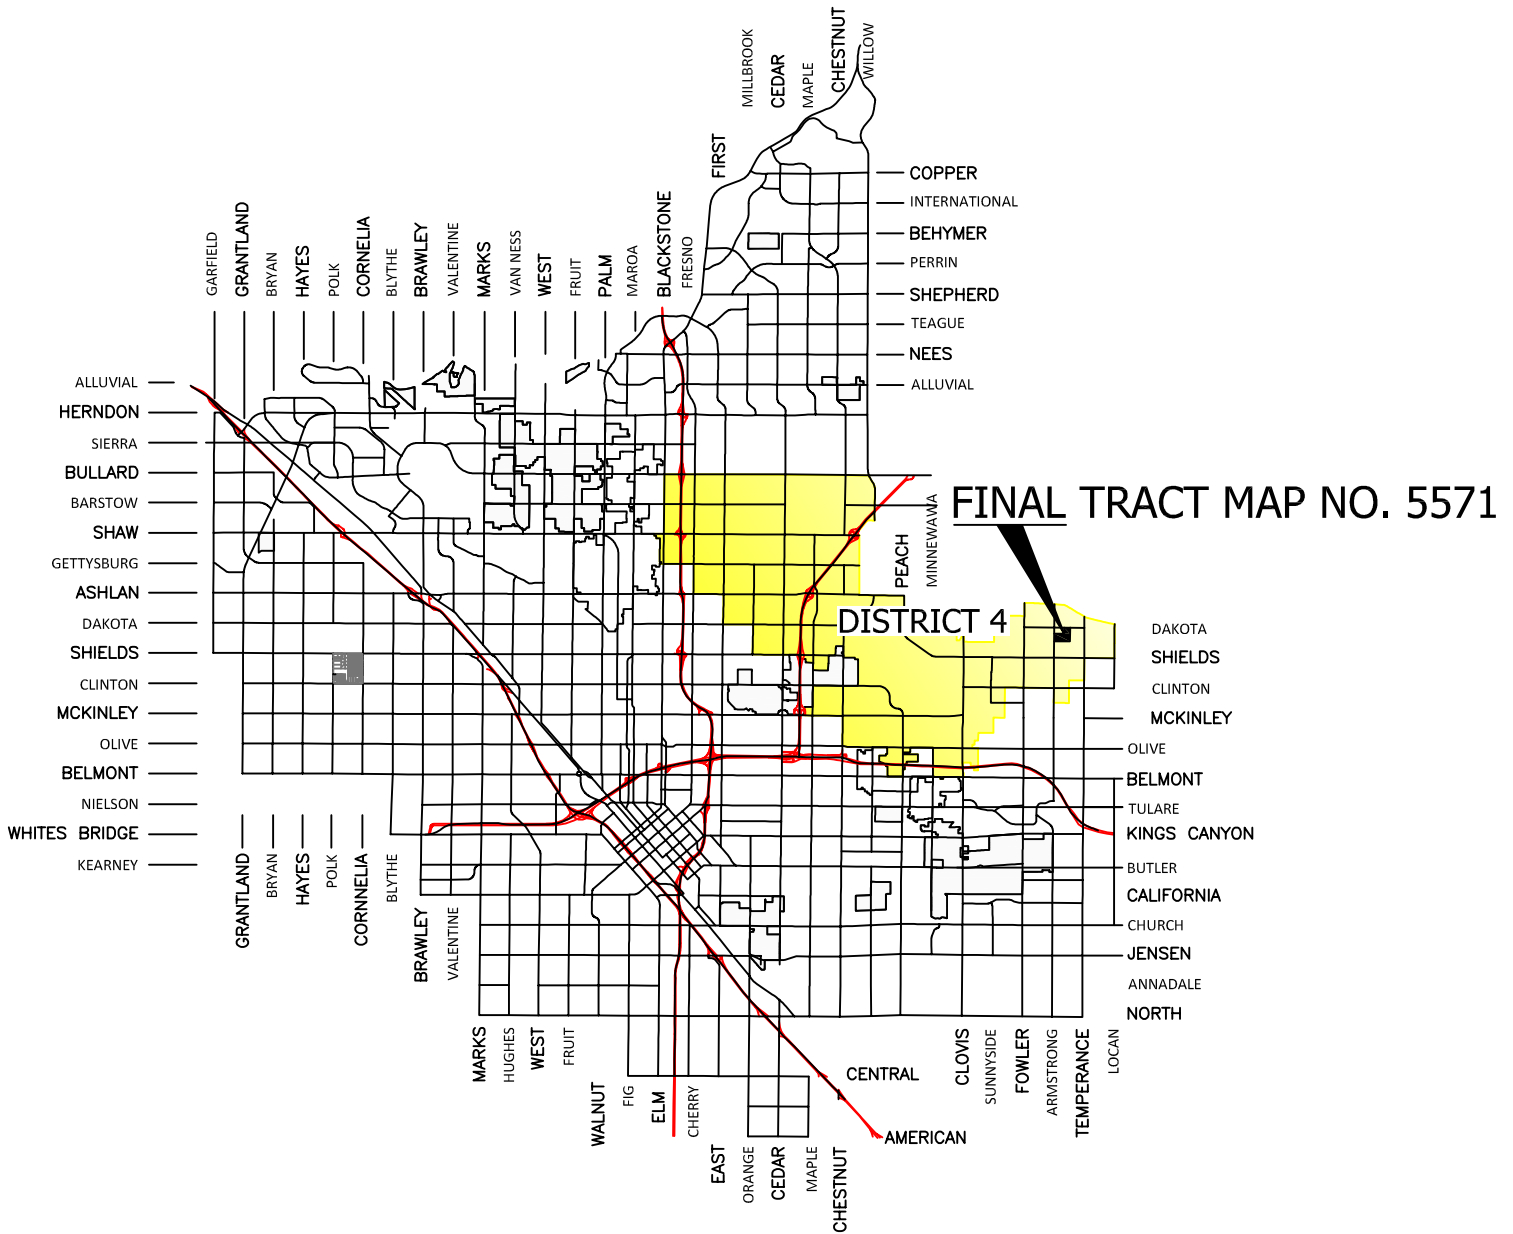 MILLBROOK
CEDAR
MAPLE
CHESTNUT
WILLOW
FIRST
COPPER
INTERNATIONAL
BEHYMER
PERRIN
SHEPHERD
TEAGUE
NEES
ALLUVIAL
GARFIELD
GRANTLAND
BRYAN
HAYES
POLK
CORNELIA
BLYTHE
BRAWLEY
VALENTINE
MARKS
VAN NESS
WEST
FRUIT
PALM
MAROA
BLACKSTONE
FRESNO
ALLUVIAL
HERNDON
SIERRA
BULLARD
BARSTOW
SHAW
GETTYSBURG
ASHLAN
DAKOTA
SHIELDS
CLINTON
MCKINLEY
OLIVE
BELMONT
NIELSON
WHITES BRIDGE
KEARNEY
PEACH
MINNEWAWA
FINAL TRACT MAP NO. 5571
DISTRICT 4
DAKOTA
SHIELDS
CLINTON
MCKINLEY
OLIVE
BELMONT
TULARE
KINGS CANYON
BUTLER
CALIFORNIA
CHURCH
JENSEN
ANNADALE
NORTH
GRANTLAND
BRYAN
HAYES
POLK
CORNNELIA
BLYTHE
BRAWLEY
VALENTINE
MARKS
HUGHES
WEST
FRUIT
WALNUT
FIG
ELM
CHERRY
EAST
ORANGE
CEDAR
MAPLE
CHESTNUT
CENTRAL
AMERICAN
CLOVIS
SUNNYSIDE
FOWLER
ARMSTRONG
TEMPERANCE
LOCAN